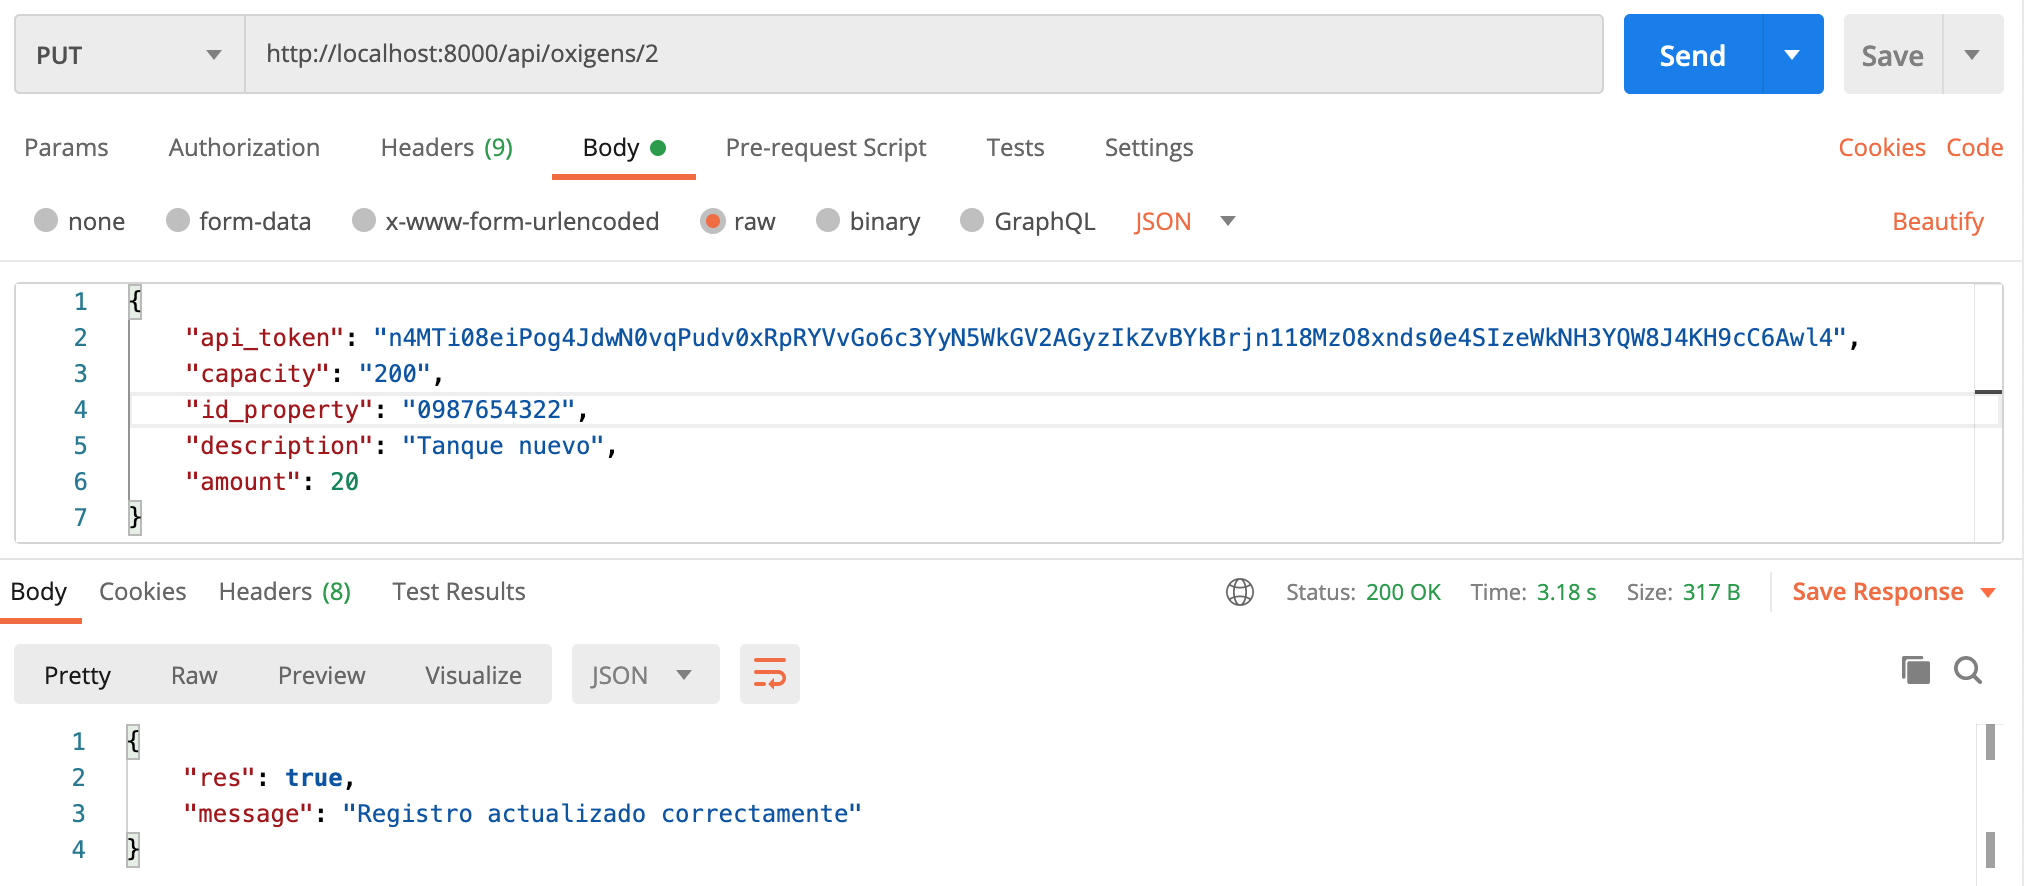 PUT http://localhost:8000/api/oxigens/2 Send Save
Params Authorization Headers (9) Body Pre-request Script Tests Settings Cookies Code
none form-data x-www-form-urlencoded raw binary GraphQL JSON Beautify
1 {
2 "api_token": "n4MTi08eiPog4JdwN0vqPudv0xRpRYVvGo6c3YyN5WkGV2AGyzIkZvBYkBrjn118MzO8xnds0e4SIzeWkNH3YQW8J4KH9cC6Awl4",
3 "capacity": "200",
4 "id_property": "0987654322",
5 "description": "Tanque nuevo",
6 "amount": 20
7 }
Body Cookies Headers (8) Test Results Status: 200 OK Time: 3.18 s Size: 317 B Save Response
Pretty Raw Preview Visualize JSON
1 {
2 "res": true,
3 "message": "Registro actualizado correctamente"
4 }